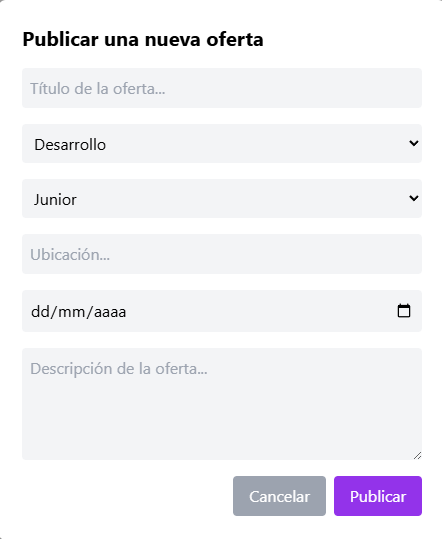 Publicar una nueva oferta
Título de la oferta...
Desarrollo
Junior
Ubicación...
dd/mm/aaaa
Descripción de la oferta...
Cancelar
Publicar